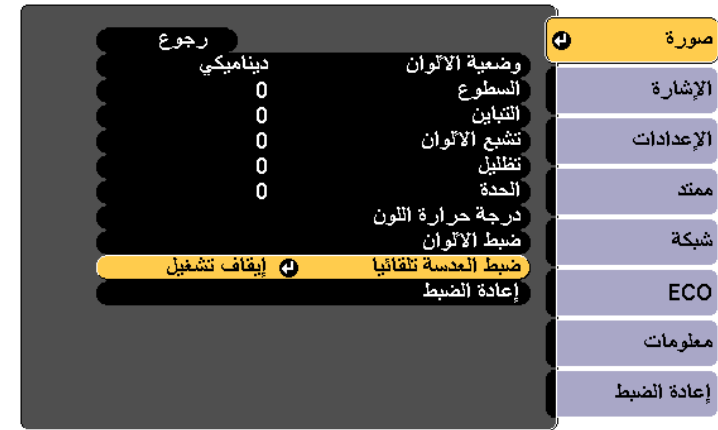 صورة
الإشارة
الإعدادات
ممتد
شبكة
ECO
معلومات
إعادة الضبط
رجوع
وضعية الألوان ديناميكي
السطوع 0
التباين 0
تشبع الألوان 0
تظليل 0
الحدة 0
درجة حرارة اللون
ضبط الألوان
ضبط العدسة تلقائيا إيقاف تشغيل
إعادة الضبط